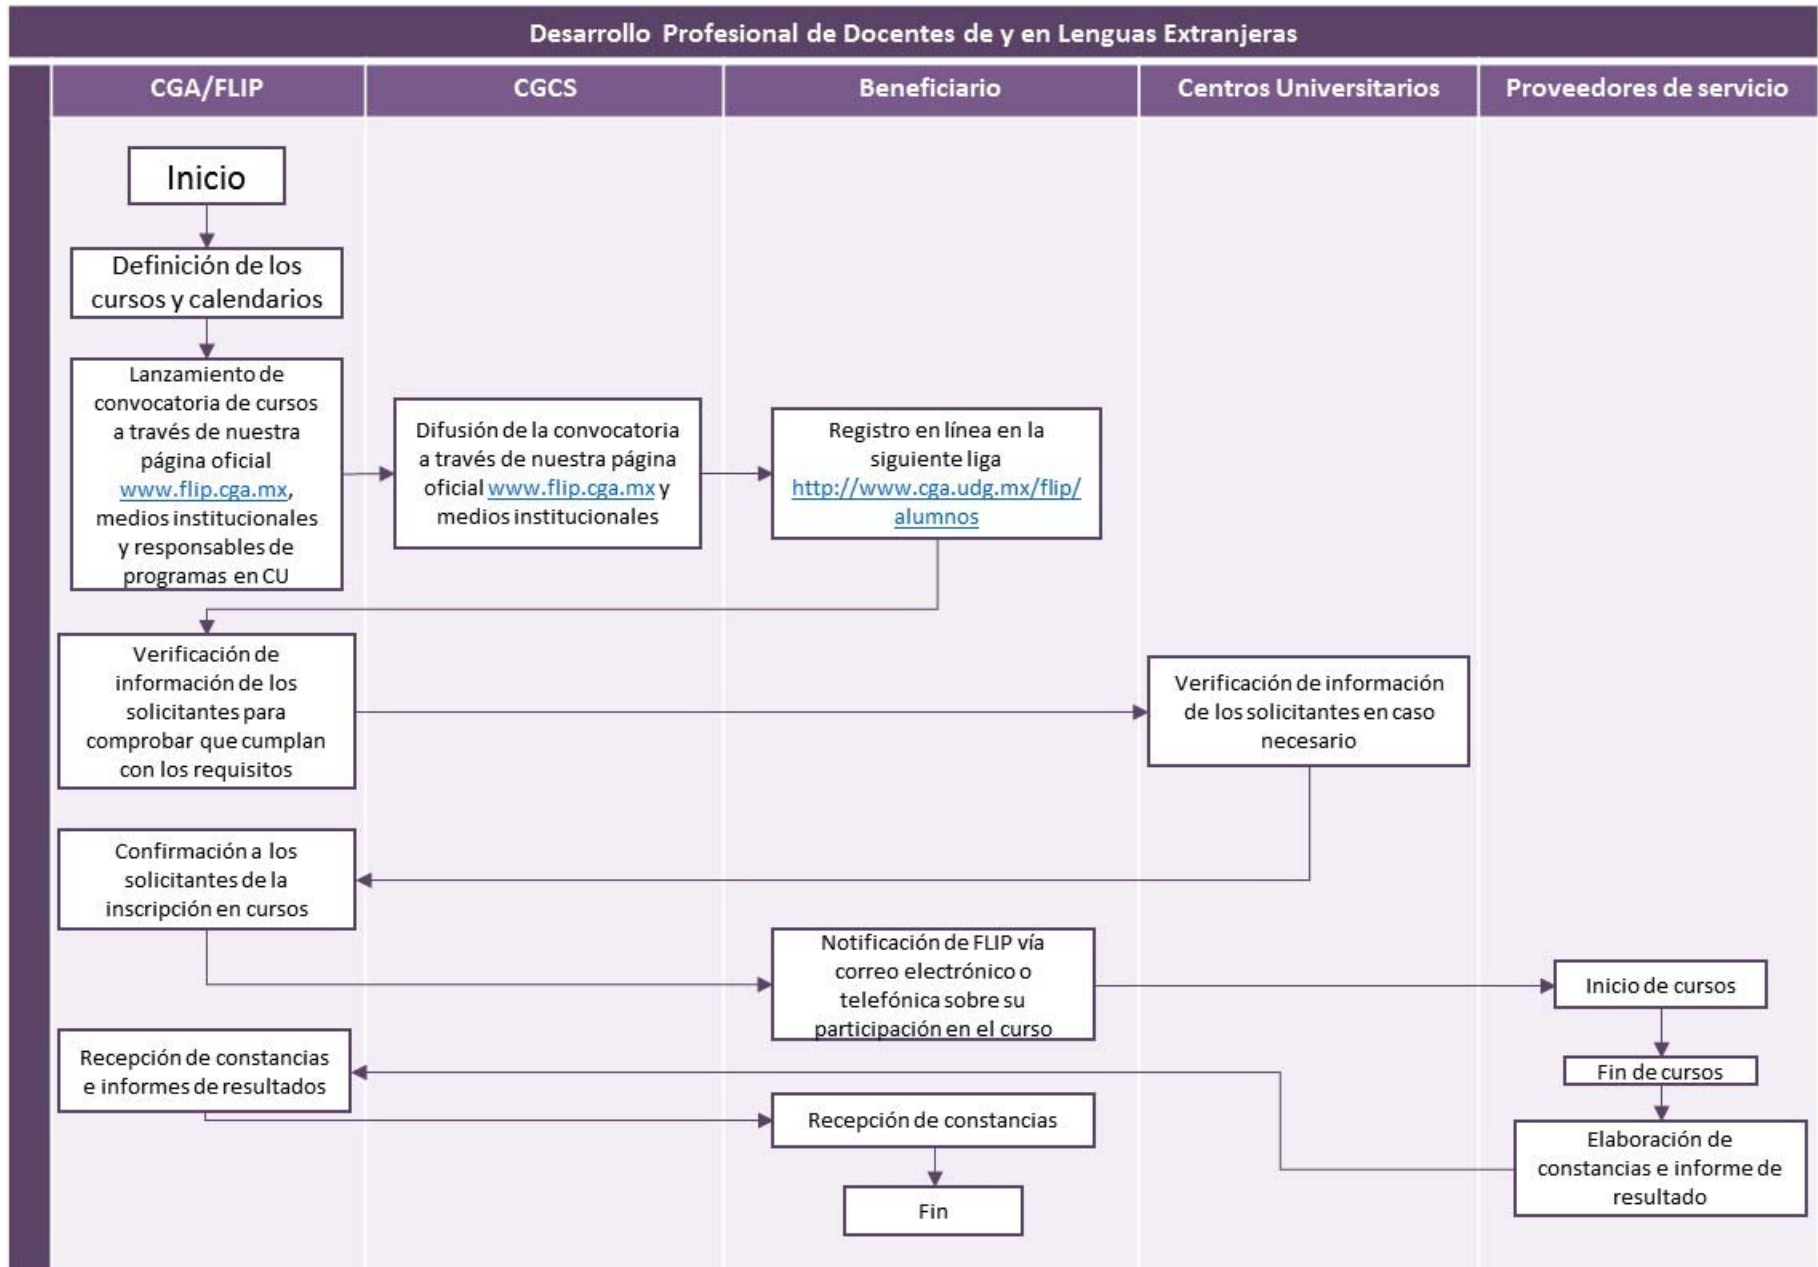 Desarrollo Profesional de Docentes de y en Lenguas Extranjeras
CGA/FLIP
CGCS
Beneficiario
Centros Universitarios
Proveedores de servicio
Inicio
Definición de los
cursos y calendarios
Lanzamiento de
convocatoria de cursos
a través de nuestra
página oficial
www.flip.cga.mx,
medios institucionales
y responsables de
programas en CU
Difusión de la convocatoria
a través de nuestra página
oficial www.flip.cga.mx y
medios institucionales
Registro en línea en la
siguiente liga
http://www.cga.udg.mx/flip/
alumnos
Verificación de
información de los
solicitantes para
comprobar que cumplan
con los requisitos
Verificación de información
de los solicitantes en caso
necesario
Confirmación a los
solicitantes de la
inscripción en cursos
Notificación de FLIP vía
correo electrónico o
telefónica sobre su
participación en el curso
Inicio de cursos
Fin de cursos
Elaboración de
constancias e informe de
resultado
Recepción de constancias
e informes de resultados
Recepción de constancias
Fin